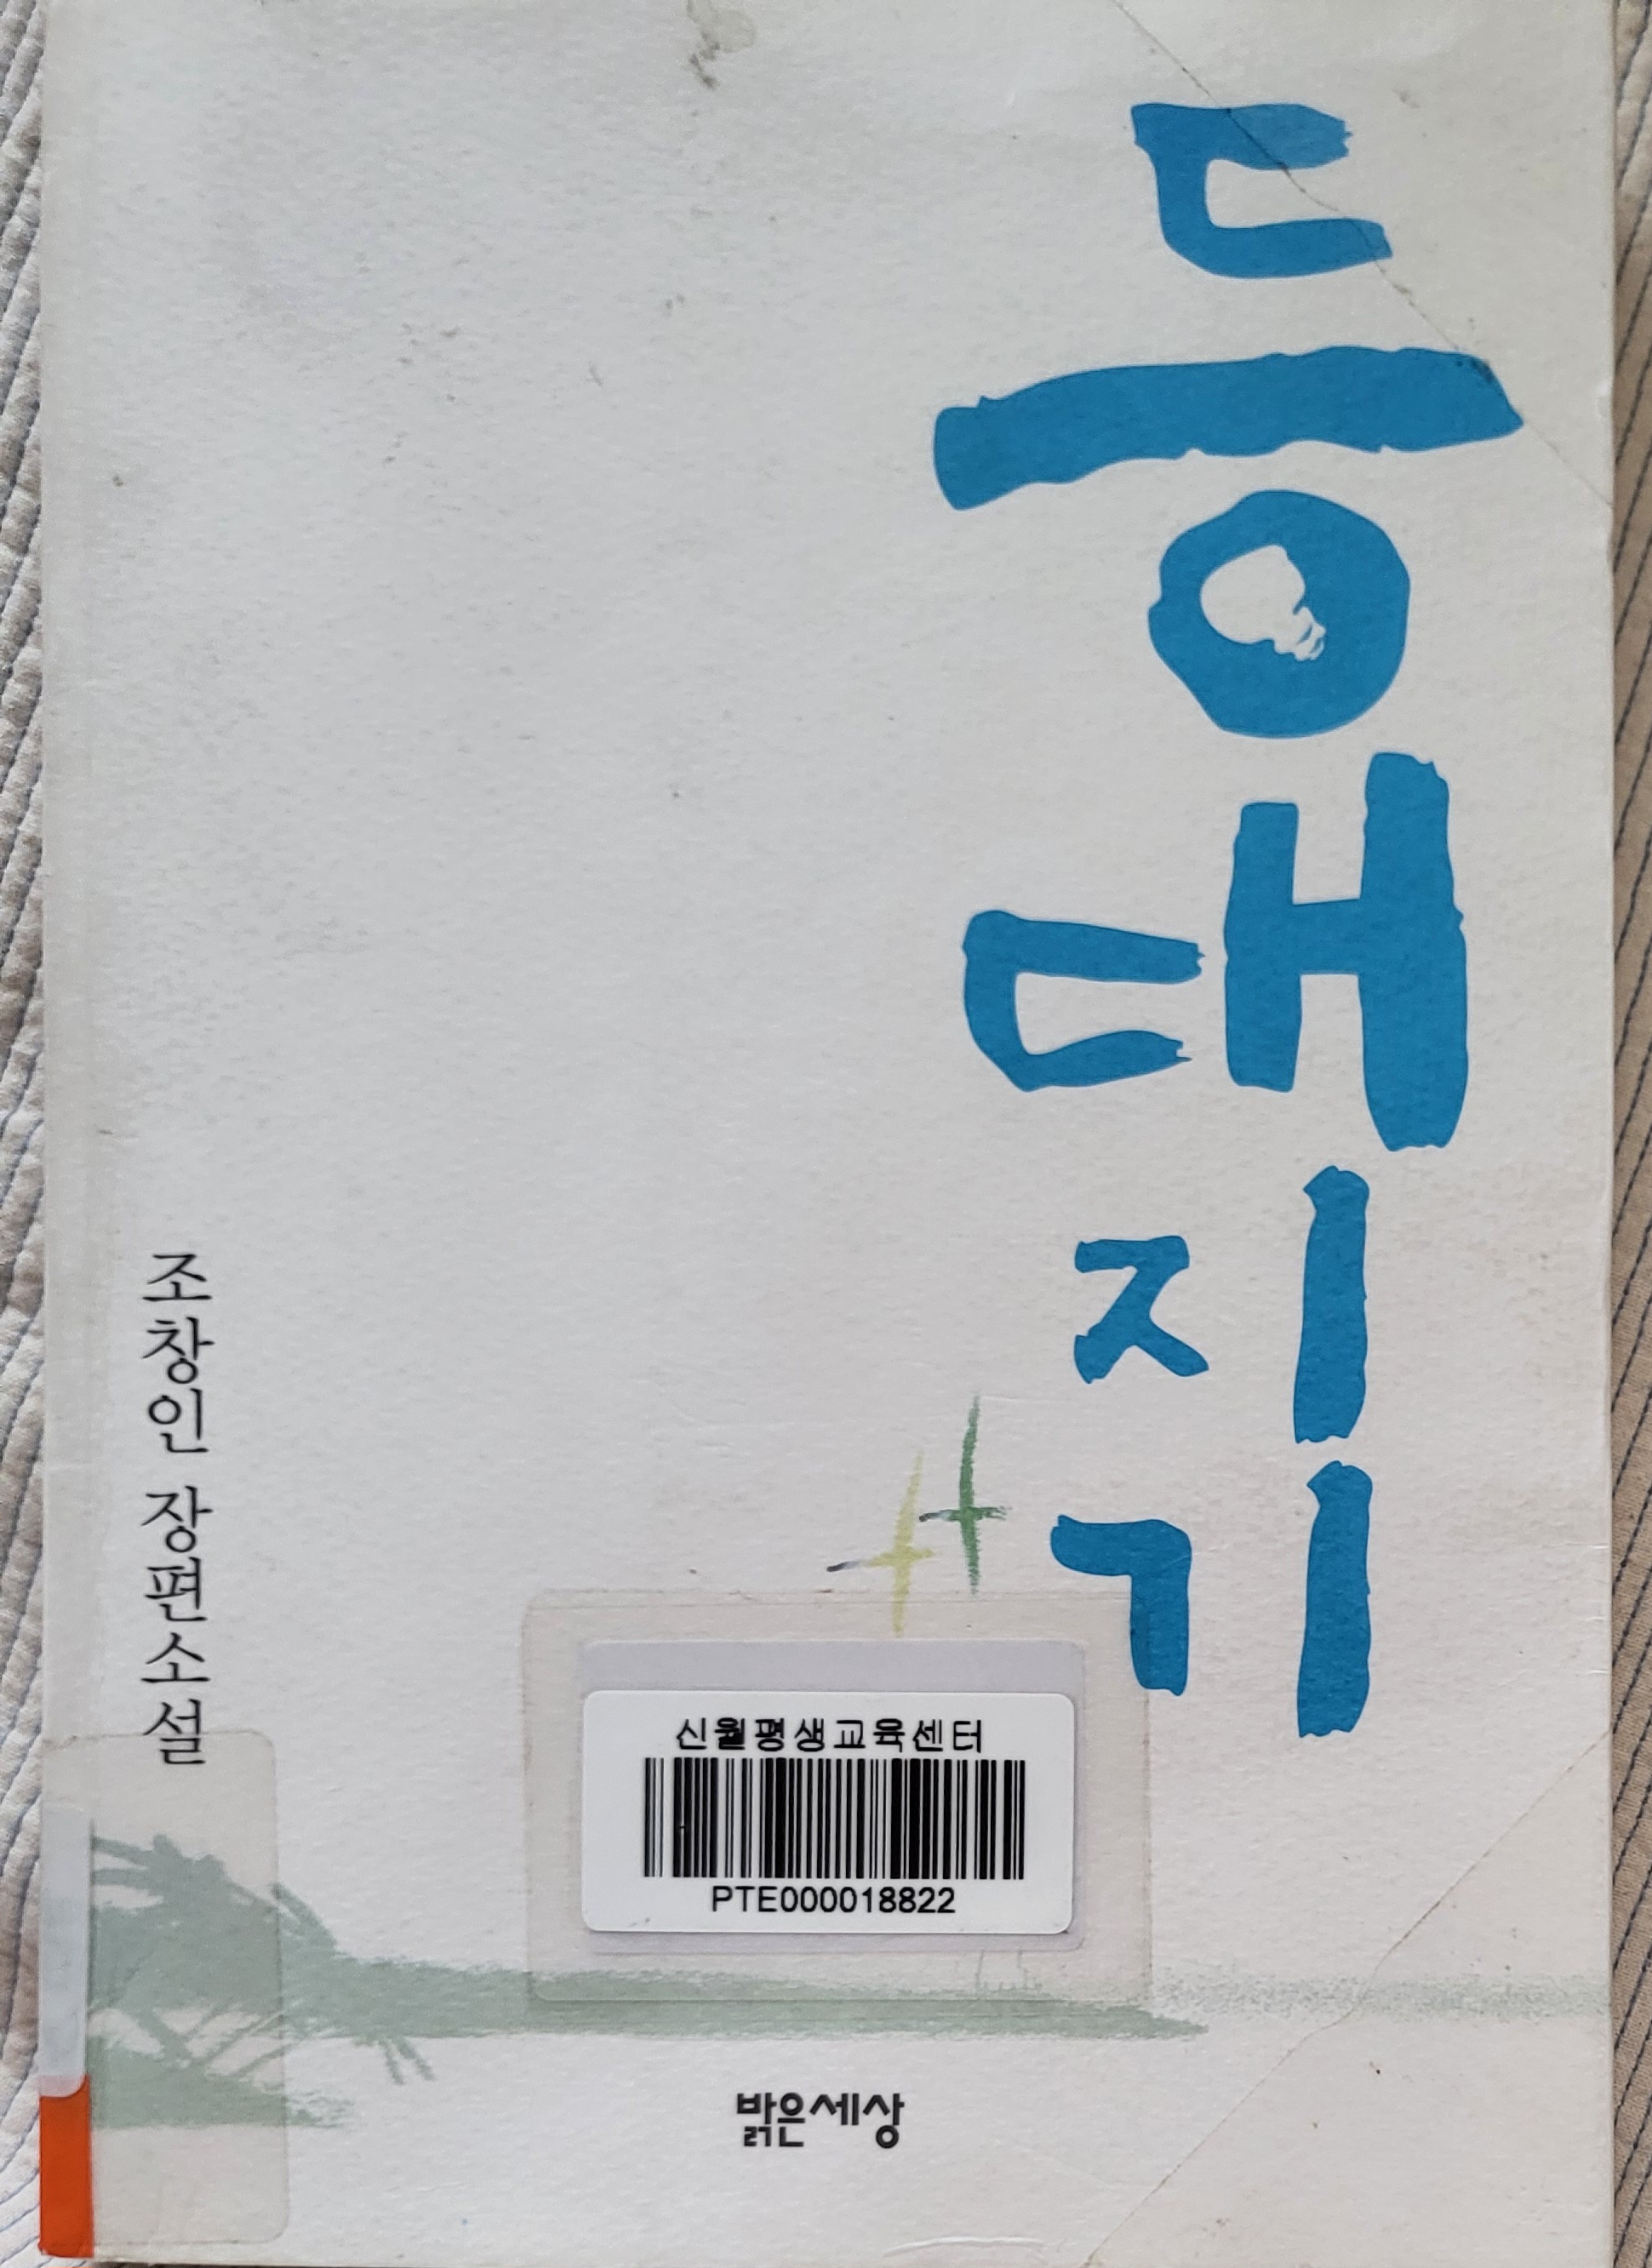 등대지기
조창인 장편소설
신월평생교육센터
PTE000018822
밝은세상